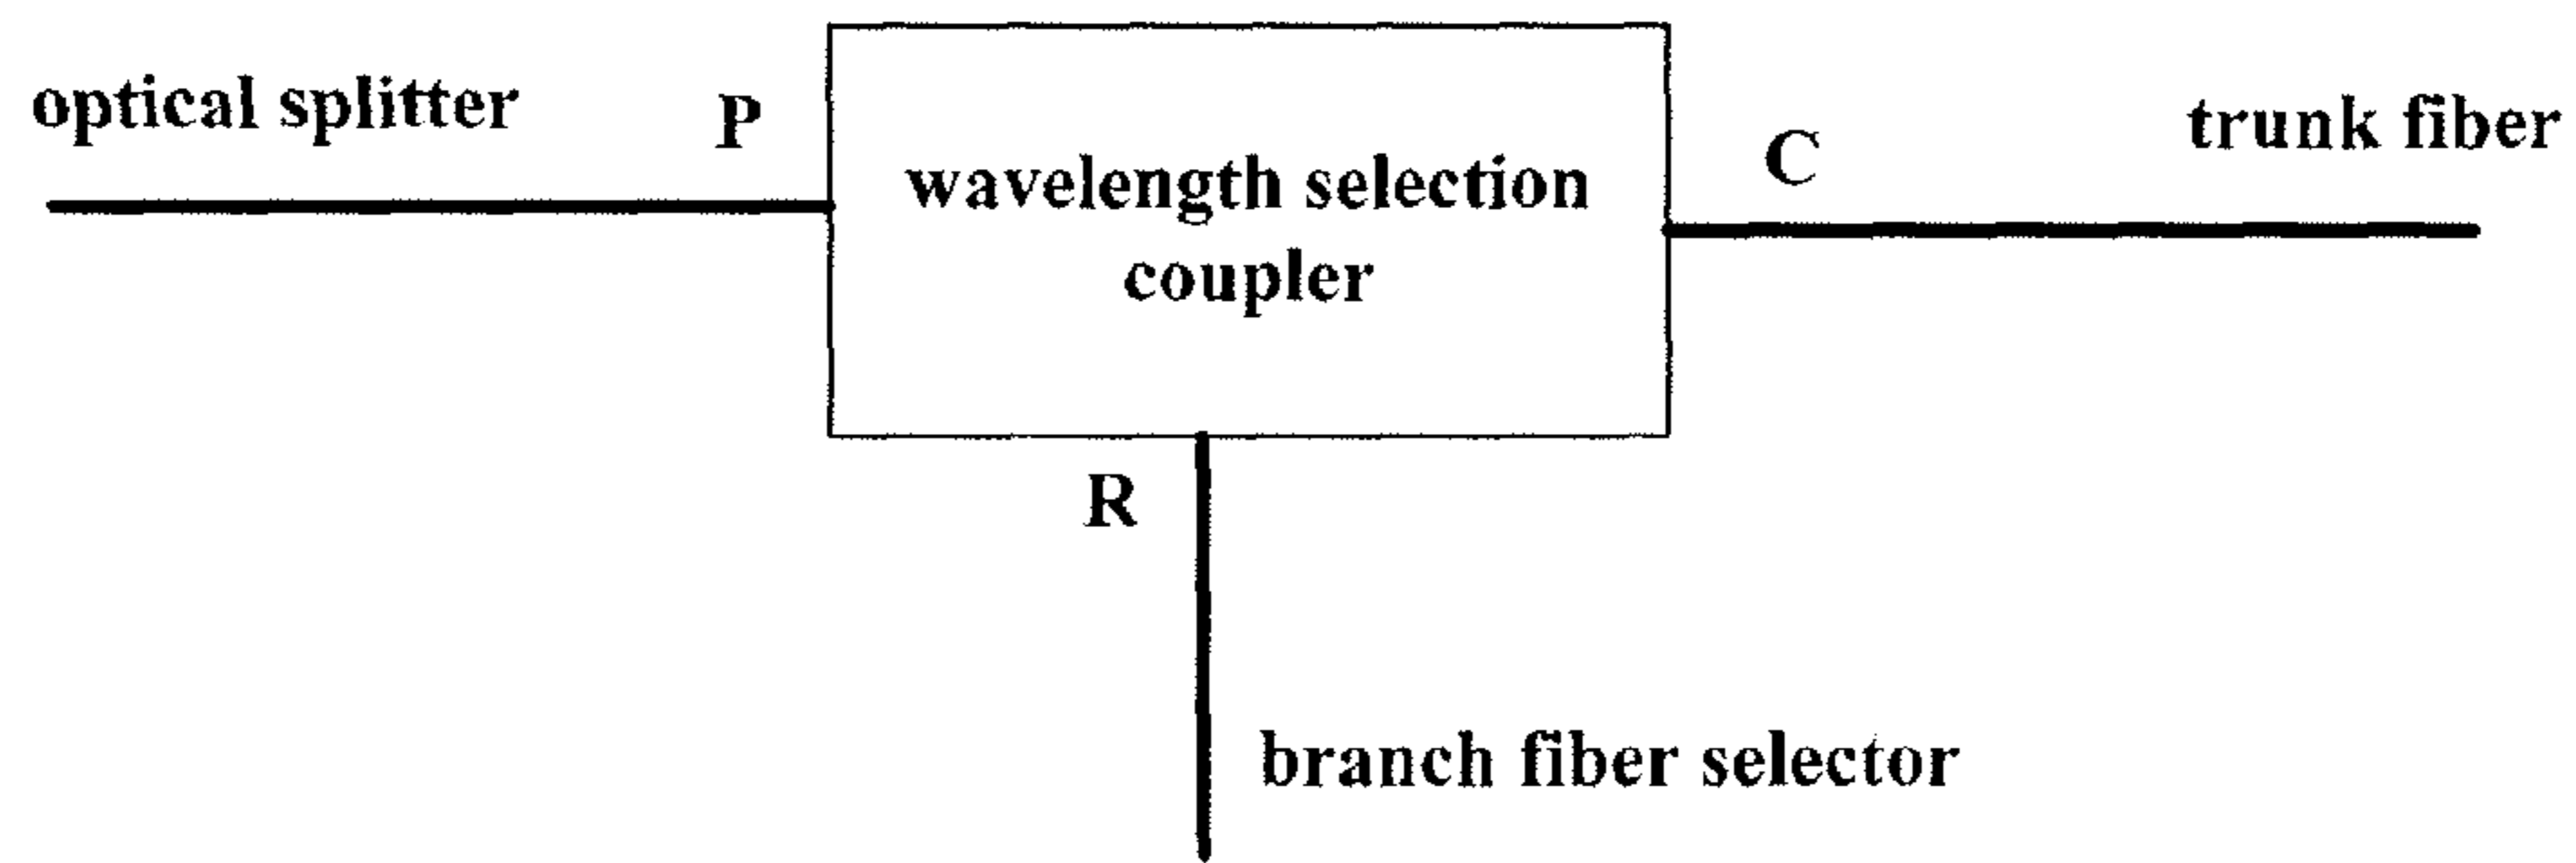 optical splitter
P
wavelength selection
coupler
C
trunk fiber
R
branch fiber selector